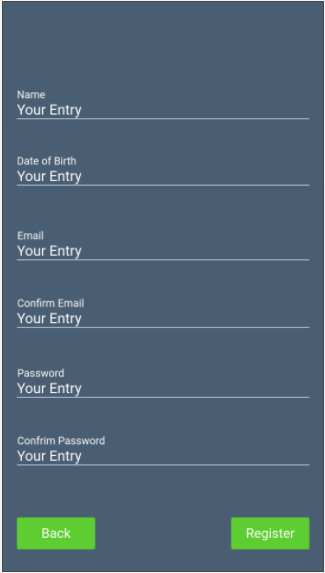 Name
Your Entry
Date of Birth
Your Entry
Email
Your Entry
Confirm Email
Your Entry
Password
Your Entry
Confrim Password
Your Entry
Back Register